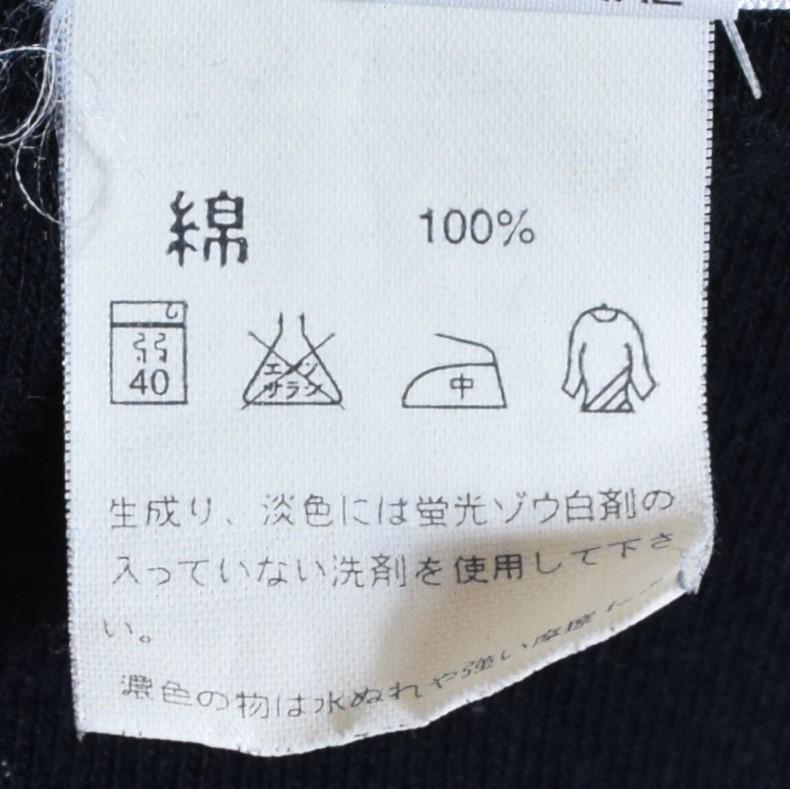 綿 100%
弱 40
エンソ サラシ
中
生成り、淡色には蛍光ゾウ白剤の
入っていない洗剤を使用して下さ
い。
濃色の物は水ぬれや強い摩擦